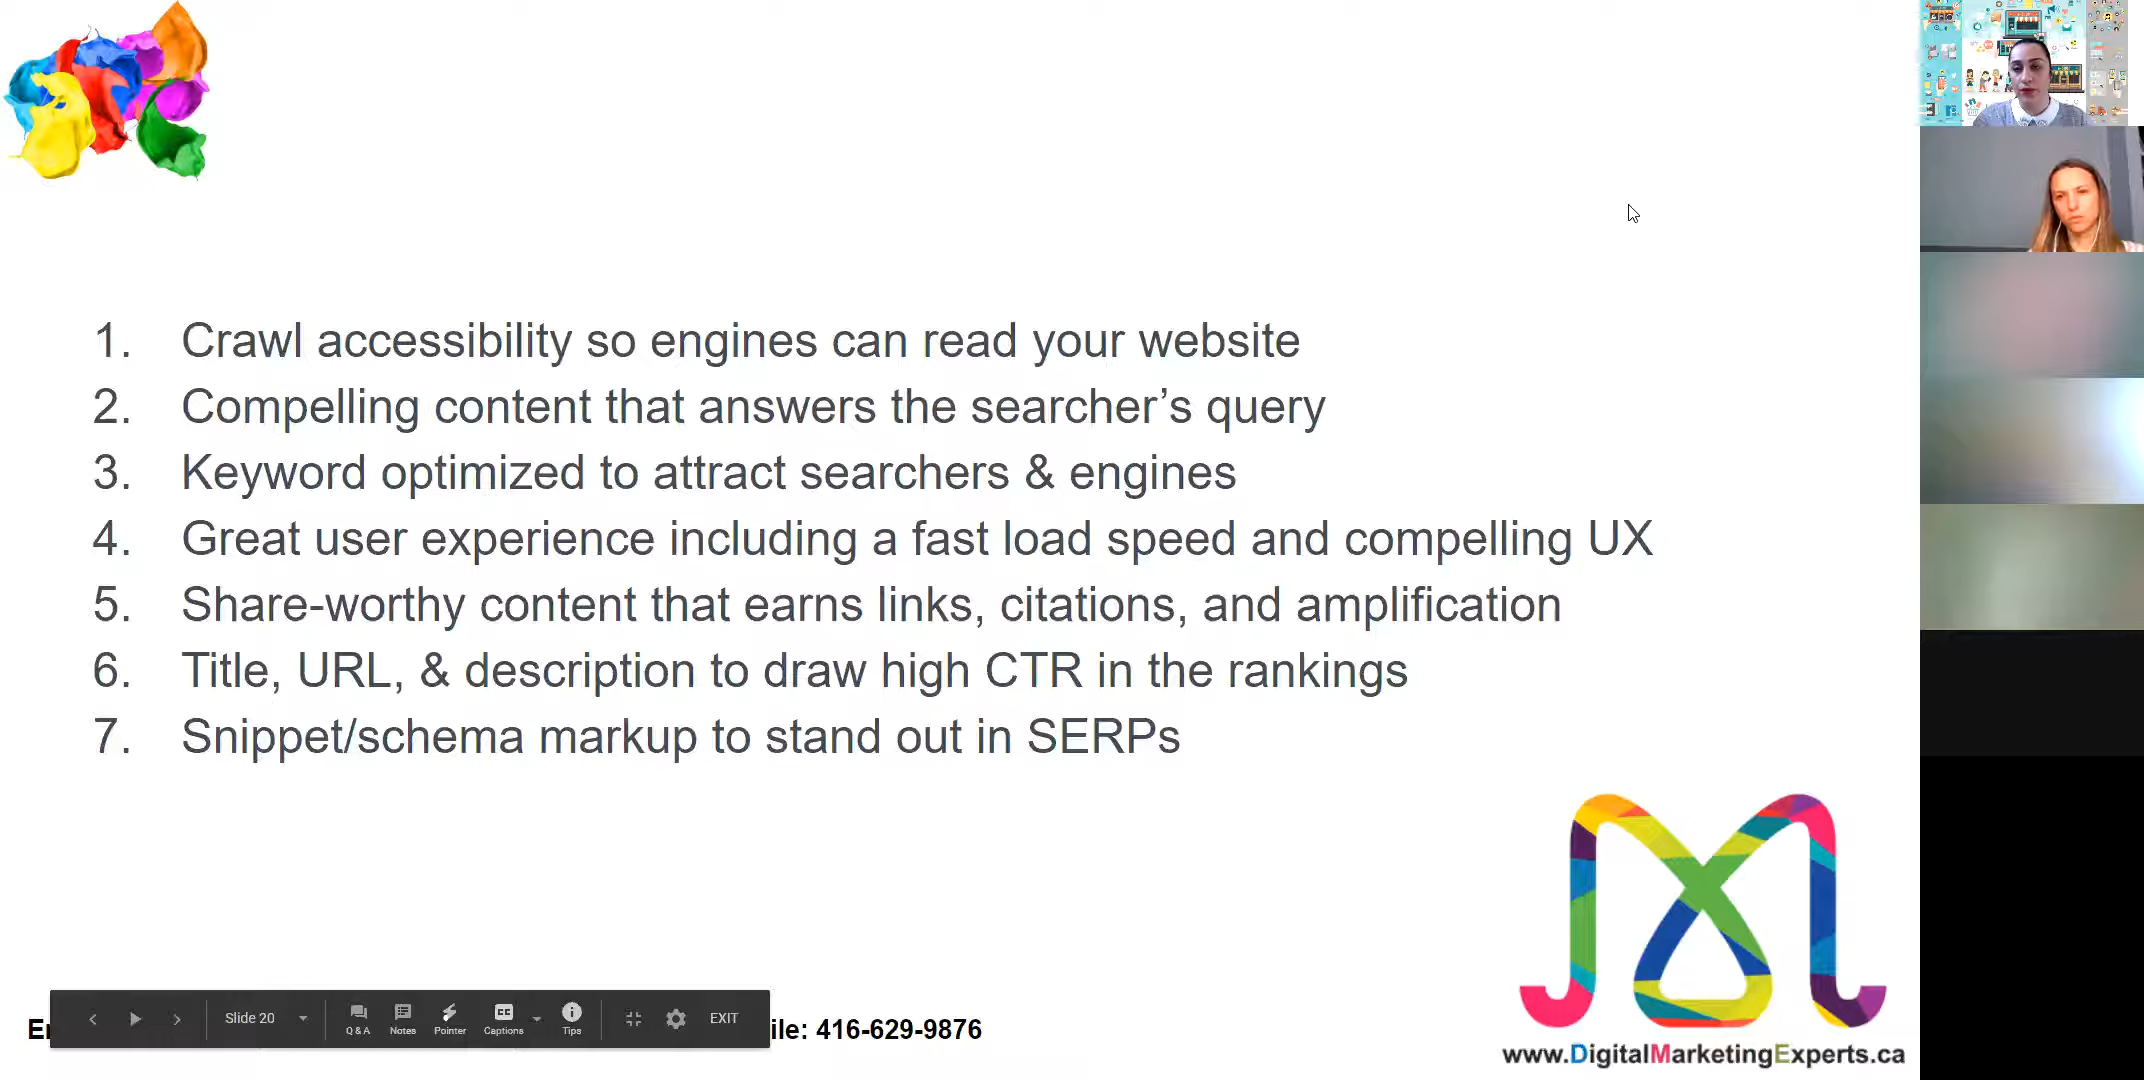 1. Crawl accessibility so engines can read your website
2. Compelling content that answers the searcher’s query
3. Keyword optimized to attract searchers & engines
4. Great user experience including a fast load speed and compelling UX
5. Share-worthy content that earns links, citations, and amplification
6. Title, URL, & description to draw high CTR in the rankings
7. Snippet/schema markup to stand out in SERPs
Slide 20
Q & A Notes Pointer Captions Tips EXIT
416-629-9876
www.DigitalMarketingExperts.ca